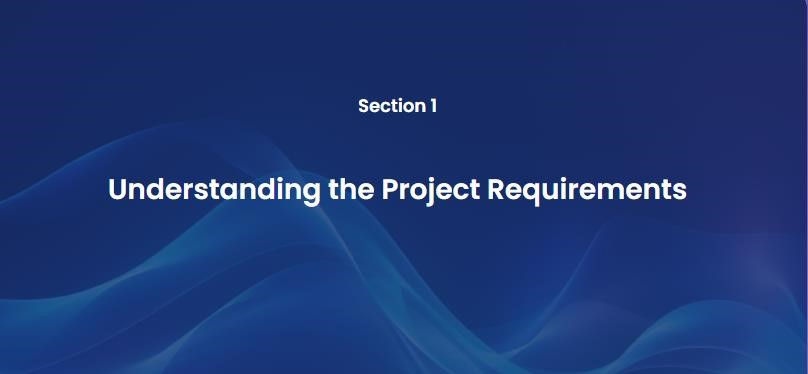 Section 1
Understanding the Project Requirements